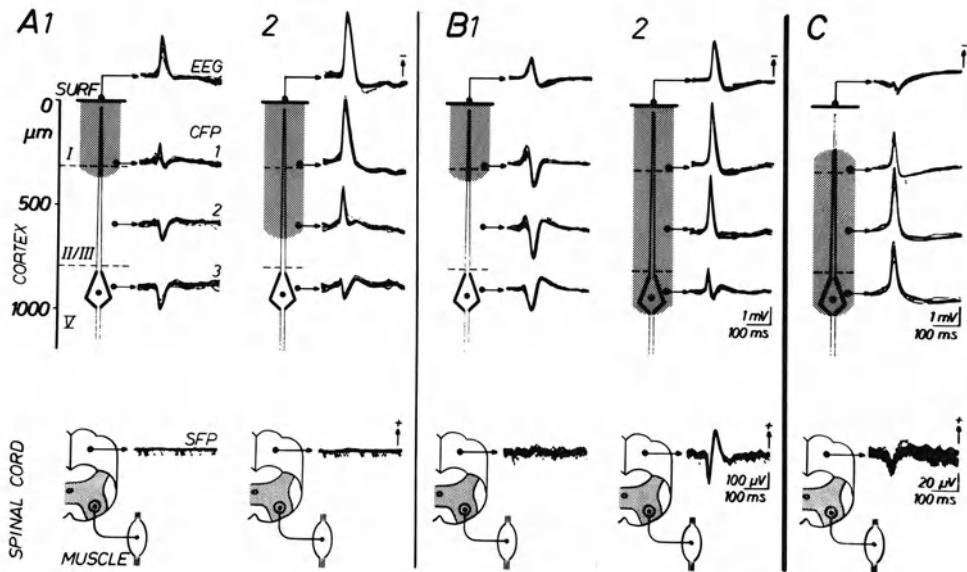 A1 2 B1 2 C
EEG
SURF
0
μm
CFP
I 1
500
2
II/III
CORTEX
3
1000
V
1 mV
100 ms
1 mV
100 ms
SFP
SPINAL CORD
MUSCLE
100 μV
100 ms
20 μV
100 ms
- - +
+